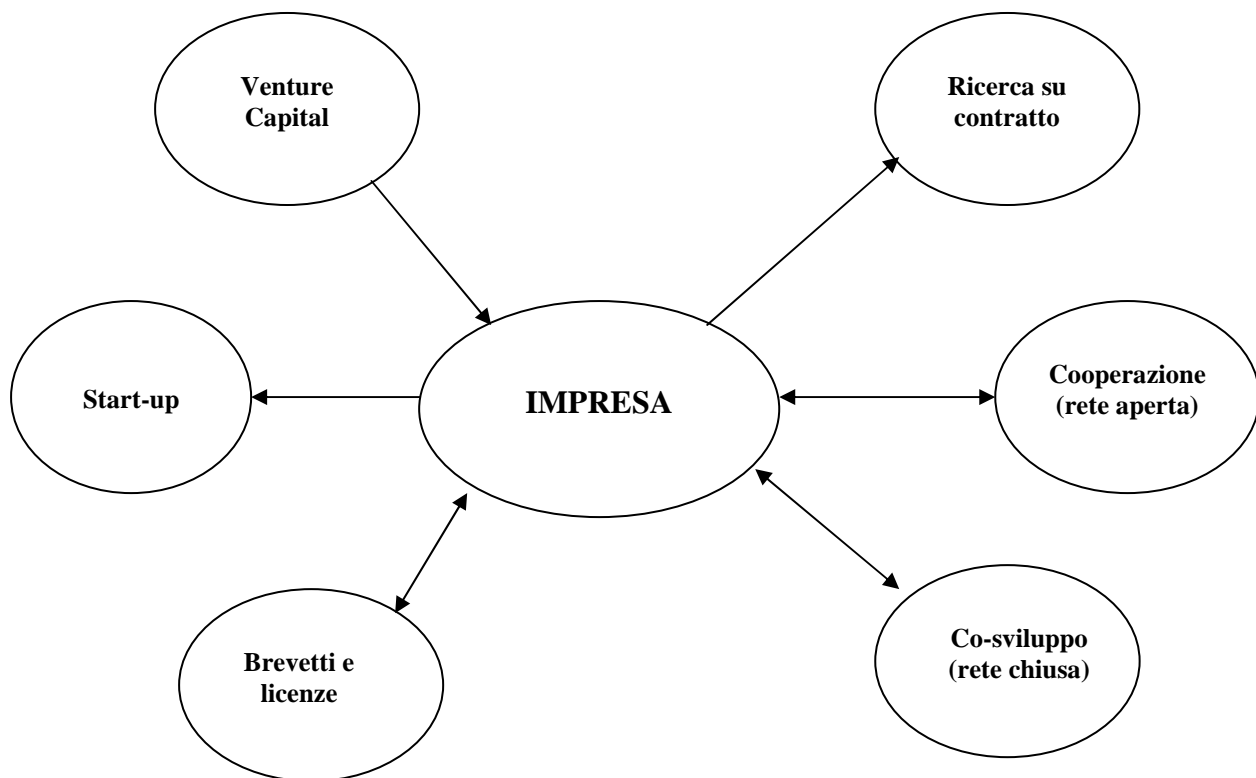 Venture
Capital
Ricerca su
contratto
Start-up
IMPRESA
Cooperazione
(rete aperta)
Brevetti e
licenze
Co-sviluppo
(rete chiusa)